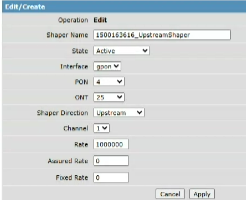 Edit/Create
Operation Edit
Shaper Name 1500163616_UpstreamShaper
State Active
Interface gpon
PON 4
ONT 25
Shaper Direction Upstream
Channel 1
Rate 1000000
Assured Rate 0
Fixed Rate 0
Cancel Apply